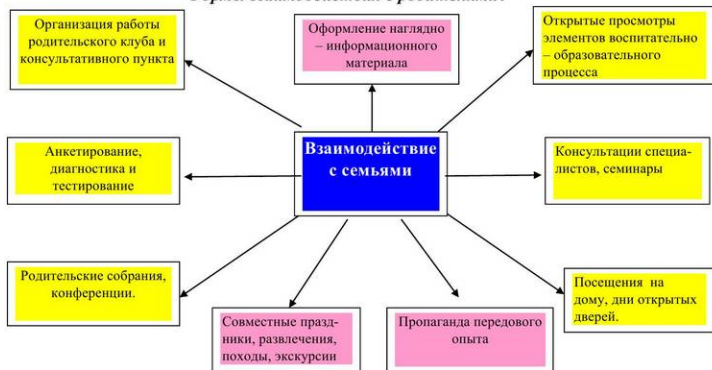 Организация работы
родительского клуба и
консультативного пункта
Оформление наглядно
– информационного
материала
Открытые просмотры
элементов воспитательно
– образовательного
процесса
Анкетирование,
диагностика и
тестирование
Взаимодействие
с семьями
Консультации специа-
листов, семинары
Родительские собрания,
конференции.
Совместные празд-
ники, развлечения,
походы, экскурсии
Пропаганда передового
опыта
Посещения на
дому, дни открытых
дверей.